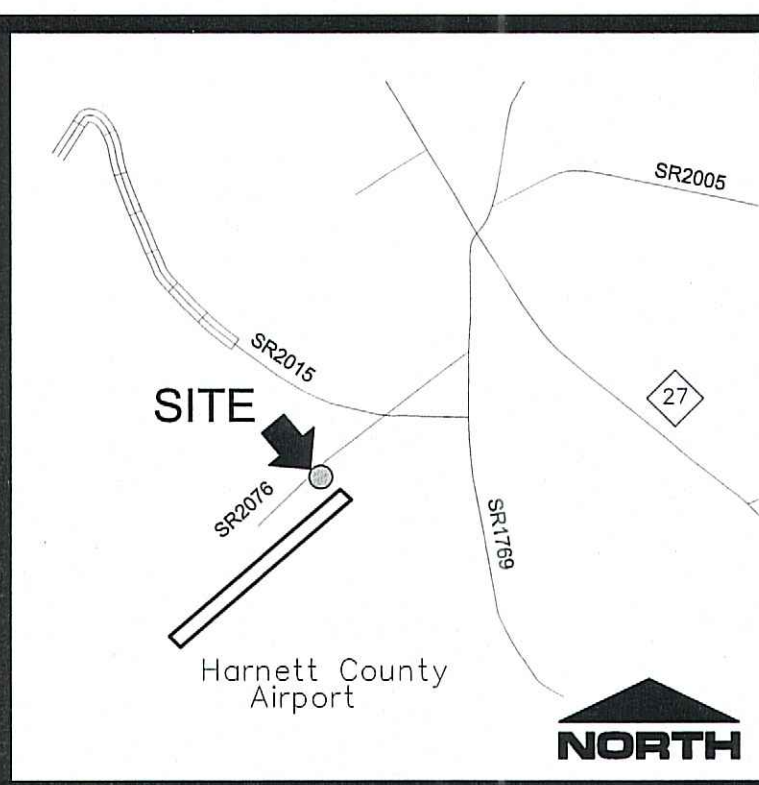 SR2005
SR2015
27
SITE
SR2076
SR1769
Harnett County
Airport
NORTH